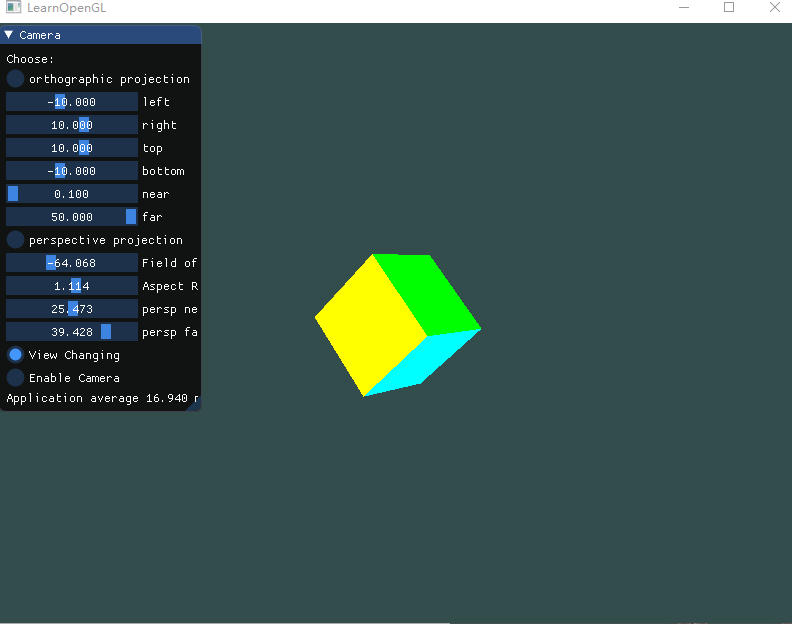 LearnOpenGL
Camera
Choose:
orthographic projection
-10.000 left
10.000 right
10.000 top
-10.000 bottom
0.100 near
50.000 far
perspective projection
-64.068 Field of
1.114 Aspect R
25.473 persp ne
39.428 persp fa
View Changing
Enable Camera
Application average 16.940